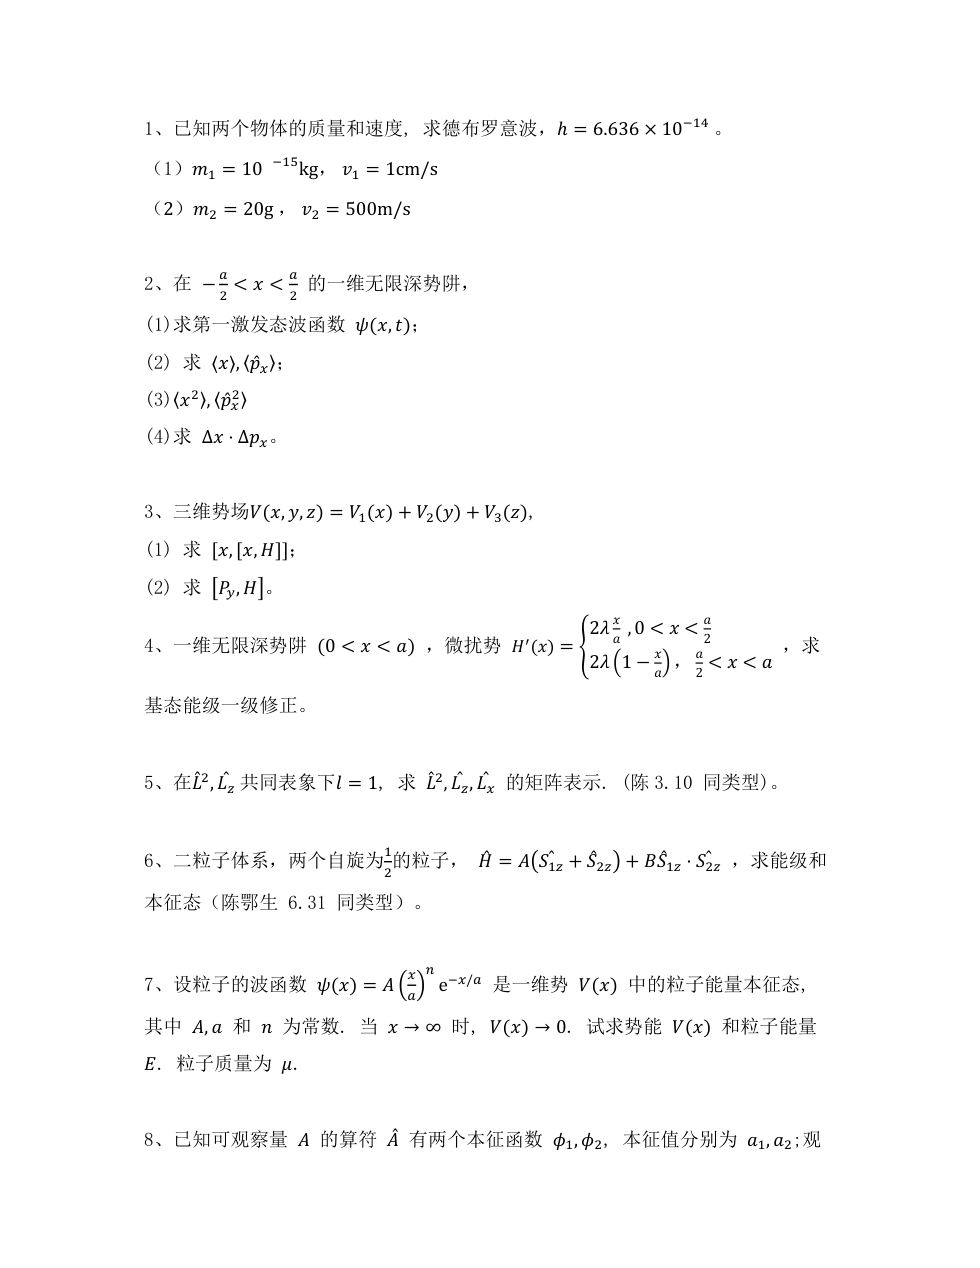 1、已知两个物体的质量和速度, 求德布罗意波，ℎ = 6.636 × 10⁻¹⁴ 。
（1）𝑚₁ = 10 ⁻¹⁵kg， 𝑣₁ = 1cm/s
（2）𝑚₂ = 20g , 𝑣₂ = 500m/s
2、在 −a/2 < x < a/2 的一维无限深势阱，
(1)求第一激发态波函数 ψ(x, t);
(2) 求 ⟨x⟩, ⟨p̂ₓ⟩;
(3)⟨x²⟩, ⟨p̂ₓ²⟩
(4)求 Δx · Δpₓ。
3、三维势场V(x, y, z) = V₁(x) + V₂(y) + V₃(z),
(1) 求 [x, [x, H]];
(2) 求 [P_y, H]。
4、一维无限深势阱 (0 < x < a) ，微扰势 H′(x) = {2λ x/a , 0 < x < a/2; 2λ(1 − x/a), a/2 < x < a ，求
基态能级一级修正。
5、在L̂², L̂_z 共同表象下l = 1, 求 L̂², L̂_z, L̂ₓ 的矩阵表示. (陈 3.10 同类型)。
6、二粒子体系，两个自旋为1/2的粒子， Ĥ = A(Ŝ₁z + Ŝ₂z) + BŜ₁z · Ŝ₂z ，求能级和
本征态（陈鄂生 6.31 同类型）。
7、设粒子的波函数 ψ(x) = A (x/a)ⁿ e^{−x/a} 是一维势 V(x) 中的粒子能量本征态,
其中 A, a 和 n 为常数. 当 x → ∞ 时, V(x) → 0. 试求势能 V(x) 和粒子能量
E. 粒子质量为 μ.
8、已知可观察量 A 的算符 Â 有两个本征函数 ϕ₁, ϕ₂, 本征值分别为 a₁, a₂;观